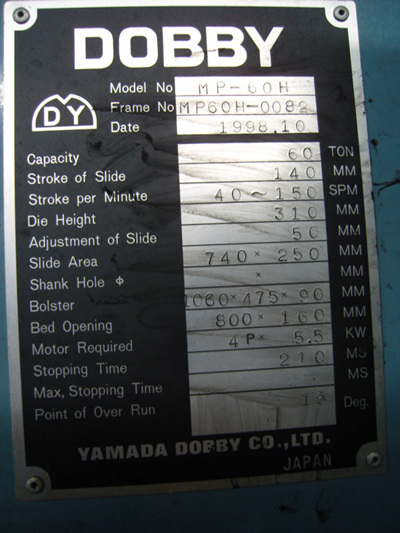 DOBBY
DY
Model No MP-60H
Frame No MP60H-0082
Date 1998.10
Capacity 60 TON
Stroke of Slide 140 MM
Stroke per Minute 40~150 SPM
Die Height 310 MM
Adjustment of Slide 50 MM
Slide Area 740 × 250 MM
Shank Hole φ × MM
Bolster 1060×475×90 MM
Bed Opening 800×160 MM
Motor Required 4P× 5.5 KW
Stopping Time 210 MS
Max, Stopping Time MS
Point of Over Run Deg.
YAMADA DOBBY CO.,LTD.
JAPAN